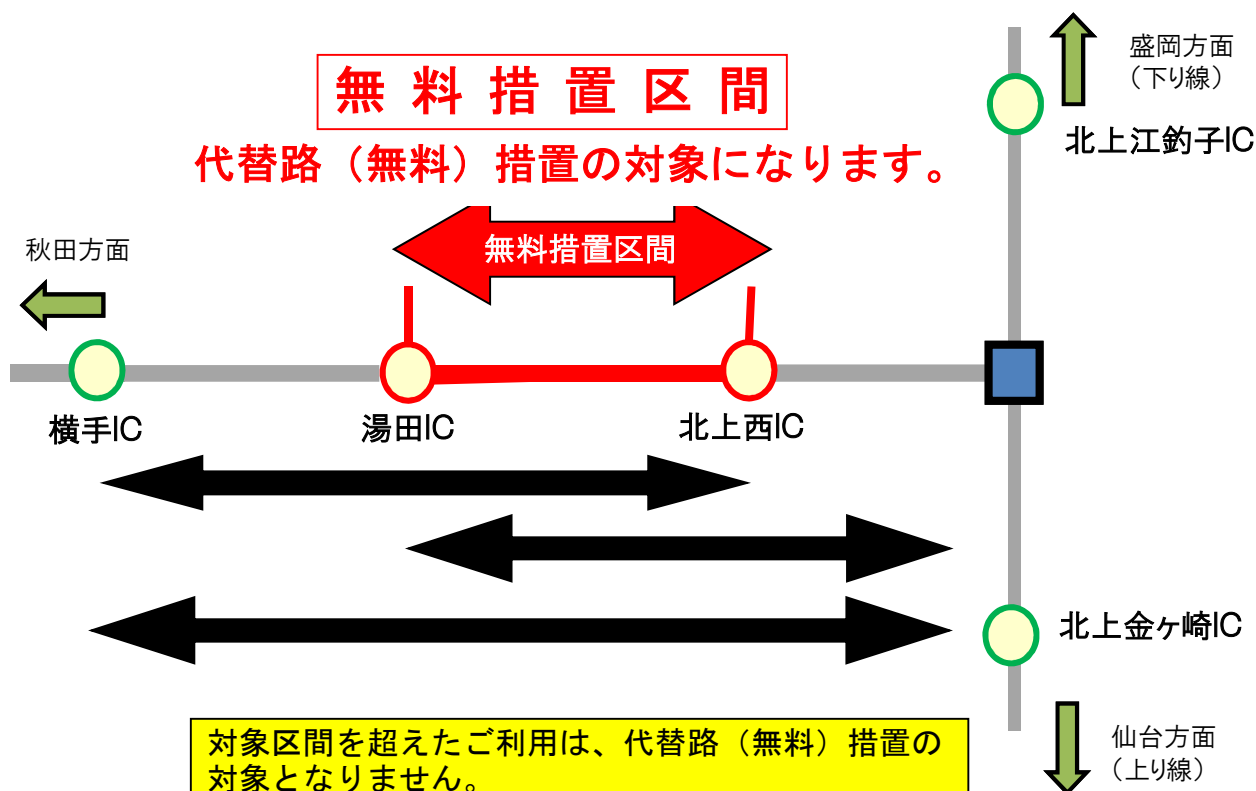 無料措置区間
代替路（無料）措置の対象になります。
盛岡方面
（下り線）
北上江釣子IC
無料措置区間
秋田方面
横手IC
湯田IC
北上西IC
北上金ヶ崎IC
仙台方面
（上り線）
対象区間を超えたご利用は、代替路（無料）措置の
対象となりません。